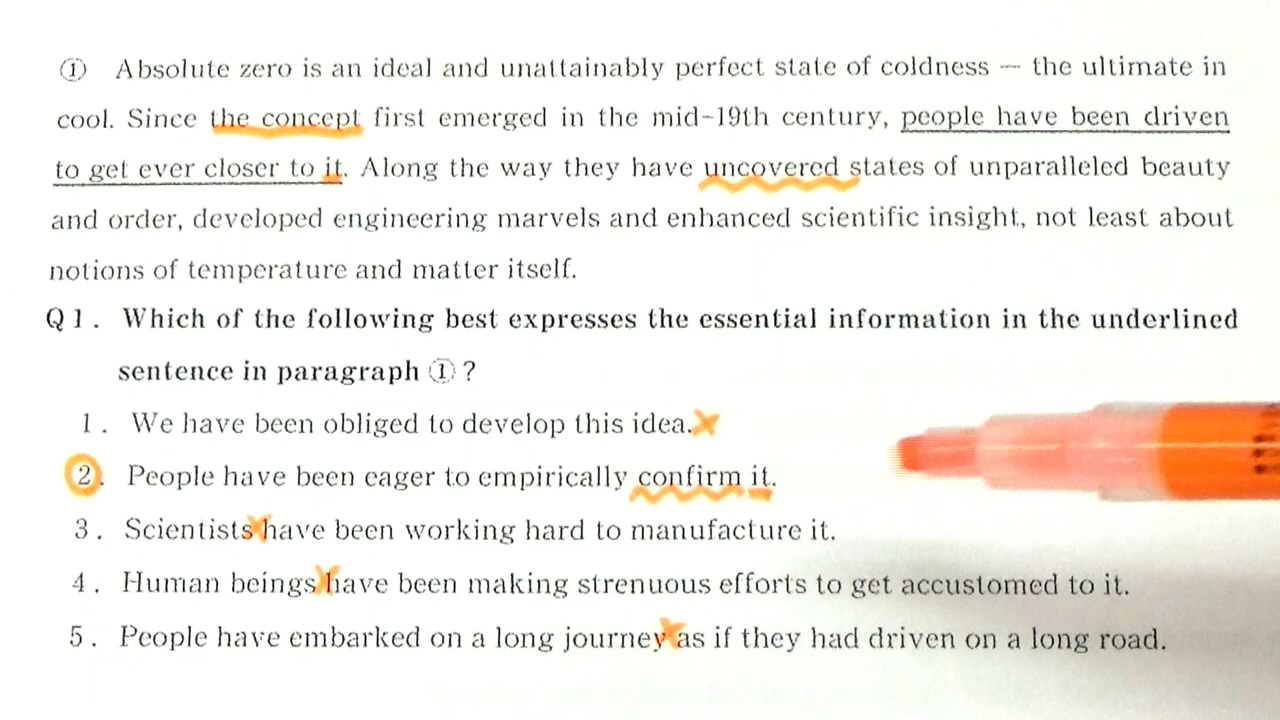 ① Absolute zero is an ideal and unattainably perfect state of coldness — the ultimate in
cool. Since the concept first emerged in the mid-19th century, people have been driven
to get ever closer to it. Along the way they have uncovered states of unparalleled beauty
and order, developed engineering marvels and enhanced scientific insight, not least about
notions of temperature and matter itself.
Q1. Which of the following best expresses the essential information in the underlined
sentence in paragraph ①?
1. We have been obliged to develop this idea.
2. People have been eager to empirically confirm it.
3. Scientists have been working hard to manufacture it.
4. Human beings have been making strenuous efforts to get accustomed to it.
5. People have embarked on a long journey as if they had driven on a long road.